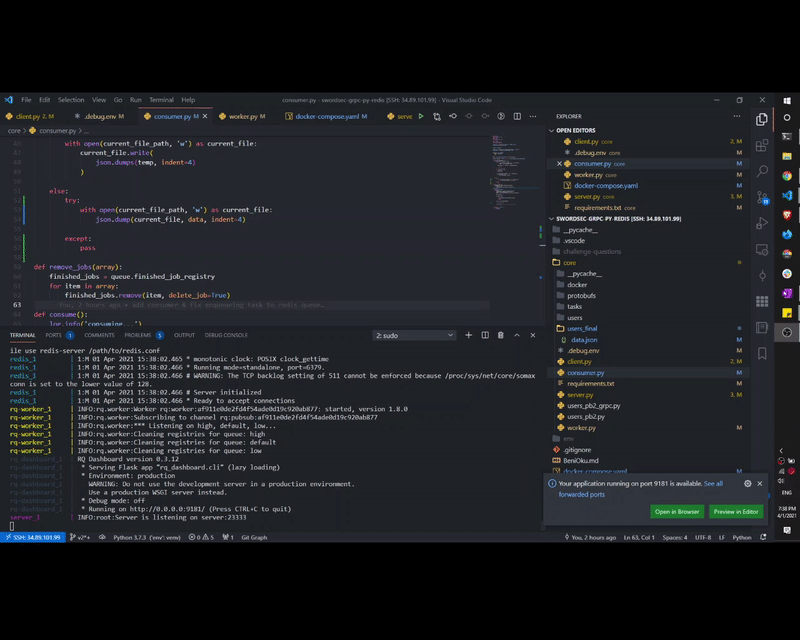 File Edit Selection View Go Run Terminal Help
consumer.py - swordsec-grpc-py-redis [SSH: 34.89.101.99] - Visual Studio Code
client.py 2, M
.debug.env M
consumer.py M
worker.py M
docker-compose.yaml M
serve
core > consumer.py > ...
with open(current_file_path, 'w') as current_file:
current_file.write(
json.dumps(temp, indent=4)
)
else:
try:
with open(current_file_path, 'w') as current_file:
json.dump(current_file, data, indent=4)
except:
pass
def remove_jobs(array):
finished_jobs = queue.finished_job_registry
for item in array:
finished_jobs.remove(item, delete_job=True)
63 You, 2 hours ago • add consumer & fix enqueueing task to redis queue…
def consume():
log.info("consuming...")
TERMINAL PORTS 1 COMMENTS PROBLEMS 5 OUTPUT DEBUG CONSOLE
2: sudo
ile use redis-server /path/to/redis.conf
redis_1 | 1:M 01 Apr 2021 15:38:02.465 * monotonic clock: POSIX clock_gettime
redis_1 | 1:M 01 Apr 2021 15:38:02.466 * Running mode=standalone, port=6379.
redis_1 | 1:M 01 Apr 2021 15:38:02.466 # WARNING: The TCP backlog setting of 511 cannot be enforced because /proc/sys/net/core/somax
conn is set to the lower value of 128.
redis_1 | 1:M 01 Apr 2021 15:38:02.466 # Server initialized
redis_1 | 1:M 01 Apr 2021 15:38:02.466 * Ready to accept connections
rq-worker_1 | INFO:rq.worker:Worker rq:worker:af911e0de2fd4f54ade0d19c920ab877: started, version 1.8.0
rq-worker_1 | INFO:rq.worker:Subscribing to channel rq:pubsub:af911e0de2fd4f54ade0d19c920ab877
rq-worker_1 | INFO:rq.worker:*** Listening on high, default, low...
rq-worker_1 | INFO:rq.worker:Cleaning registries for queue: high
rq-worker_1 | INFO:rq.worker:Cleaning registries for queue: default
rq-worker_1 | INFO:rq.worker:Cleaning registries for queue: low
rq-dashboard_1 | RQ Dashboard version 0.3.12
rq-dashboard_1 | * Serving Flask app "rq_dashboard.cli" (lazy loading)
rq-dashboard_1 | * Environment: production
rq-dashboard_1 | WARNING: Do not use the development server in a production environment.
rq-dashboard_1 | Use a production WSGI server instead.
rq-dashboard_1 | * Debug mode: off
rq-dashboard_1 | * Running on http://0.0.0.0:9181/ (Press CTRL+C to quit)
server_1 | INFO:root:Server is listening on server:23333
EXPLORER
OPEN EDITORS
client.py core 2, M
.debug.env core M
consumer.py core M
worker.py core M
docker-compose.yaml M
server.py core 3, M
requirements.txt core M
SWORDSEC-GRPC-PY-REDIS [SSH: 34.89.101.99]
__pycache__
.vscode
challenge-questions
core
__pycache__
docker
protobufs
tasks
users
users_final
data.json
.debug.env M
client.py 2, M
consumer.py M
requirements.txt M
server.py 3, M
users_pb2_grpc.py
users_pb2.py
worker.py M
env
.gitignore
BeniOku.md
docker-compose.yaml M
Your application running on port 9181 is available. See all
forwarded ports
Open in Browser
Preview in Editor
ENG
7:38 PM
4/1/2021
SSH: 34.89.101.99 v2*+ Python 3.7.3 ('env': venv) 0 5 1 Git Graph
You, 2 hours ago Ln 63, Col 1 Spaces: 4 UTF-8 LF Python